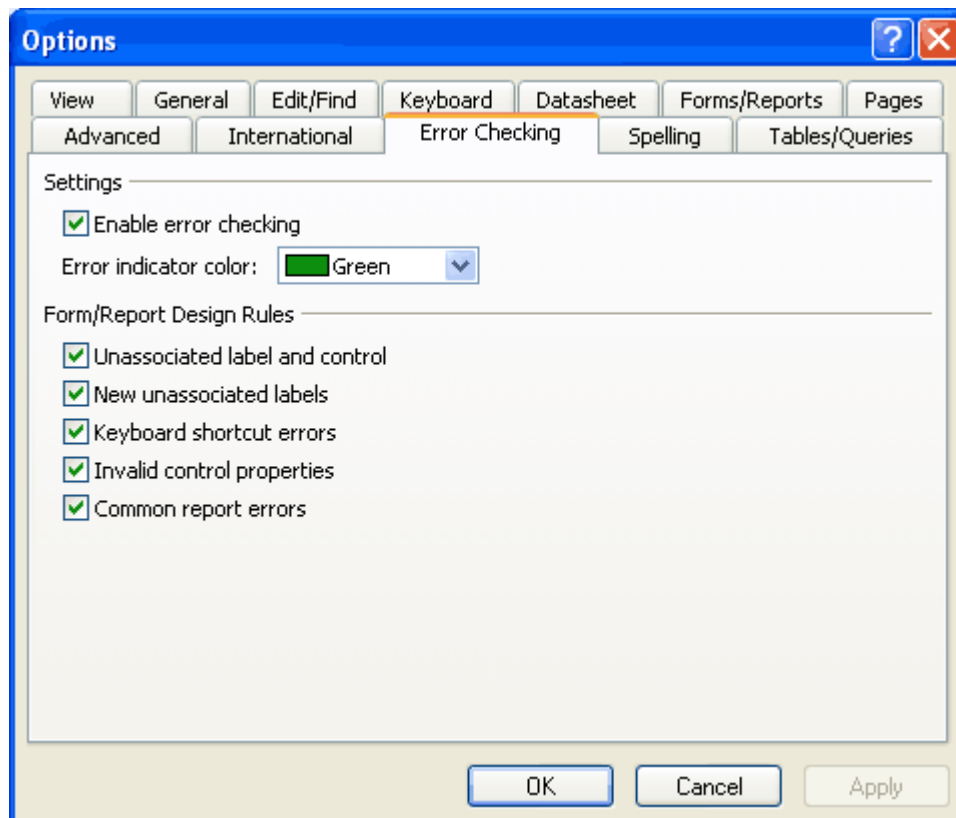 Options
View General Edit/Find Keyboard Datasheet Forms/Reports Pages
Advanced International Error Checking Spelling Tables/Queries
Settings
Enable error checking
Error indicator color: Green
Form/Report Design Rules
Unassociated label and control
New unassociated labels
Keyboard shortcut errors
Invalid control properties
Common report errors
OK Cancel Apply